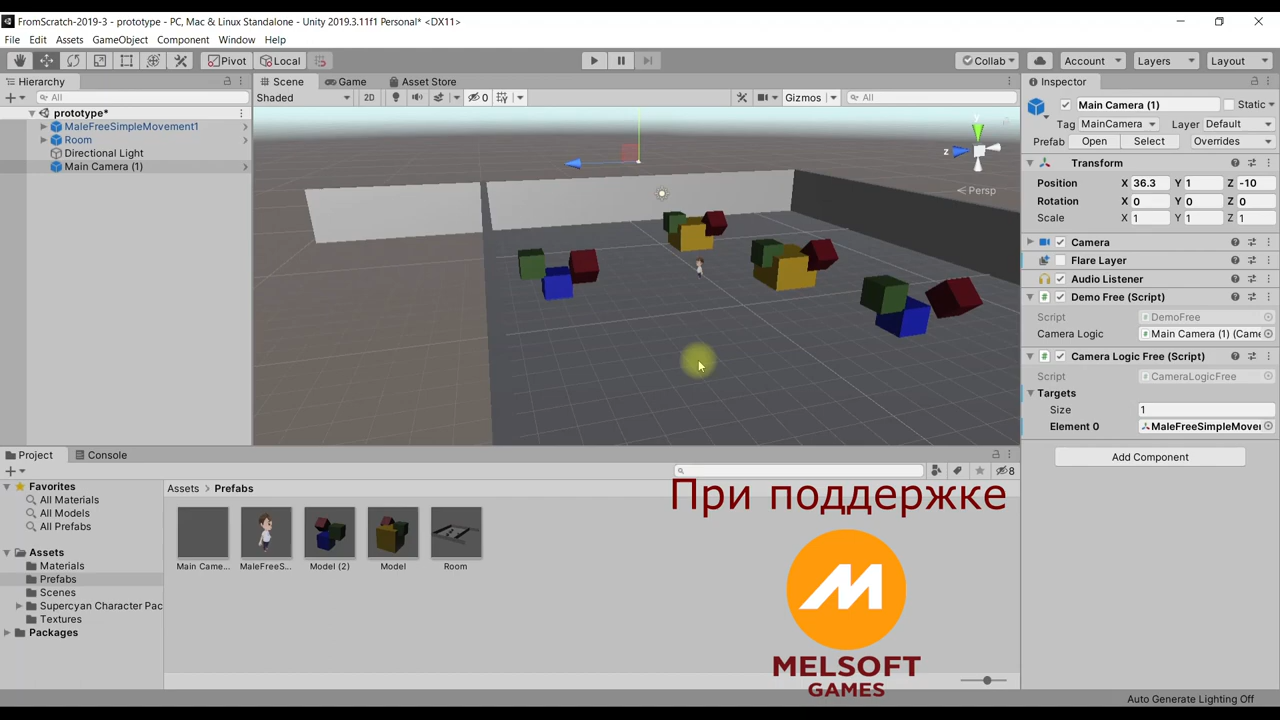 FromScratch-2019-3 - prototype - PC, Mac & Linux Standalone - Unity 2019.3.11f1 Personal* <DX11>
File Edit Assets GameObject Component Window Help
Pivot Local Collab Account Layers Layout
Hierarchy
All
prototype*
MaleFreeSimpleMovement1
Room
Directional Light
Main Camera (1)
Scene Game Asset Store
Shaded 2D 0 Gizmos All
y
z
Persp
Inspector
Main Camera (1) Static
Tag MainCamera Layer Default
Prefab Open Select Overrides
Transform
Position X 36.3 Y 1 Z -10
Rotation X 0 Y 0 Z 0
Scale X 1 Y 1 Z 1
Camera
Flare Layer
Audio Listener
Demo Free (Script)
Script DemoFree
Camera Logic Main Camera (1) (Came
Camera Logic Free (Script)
Script CameraLogicFree
Targets
Size 1
Element 0 MaleFreeSimpleMover
Add Component
Project Console
8
Favorites
All Materials
All Models
All Prefabs
Assets
Materials
Prefabs
Scenes
Supercyan Character Pac
Textures
Packages
Assets Prefabs
Main Came... MaleFreeS... Model (2) Model Room
При поддержке
MELSOFT
GAMES
Auto Generate Lighting Off